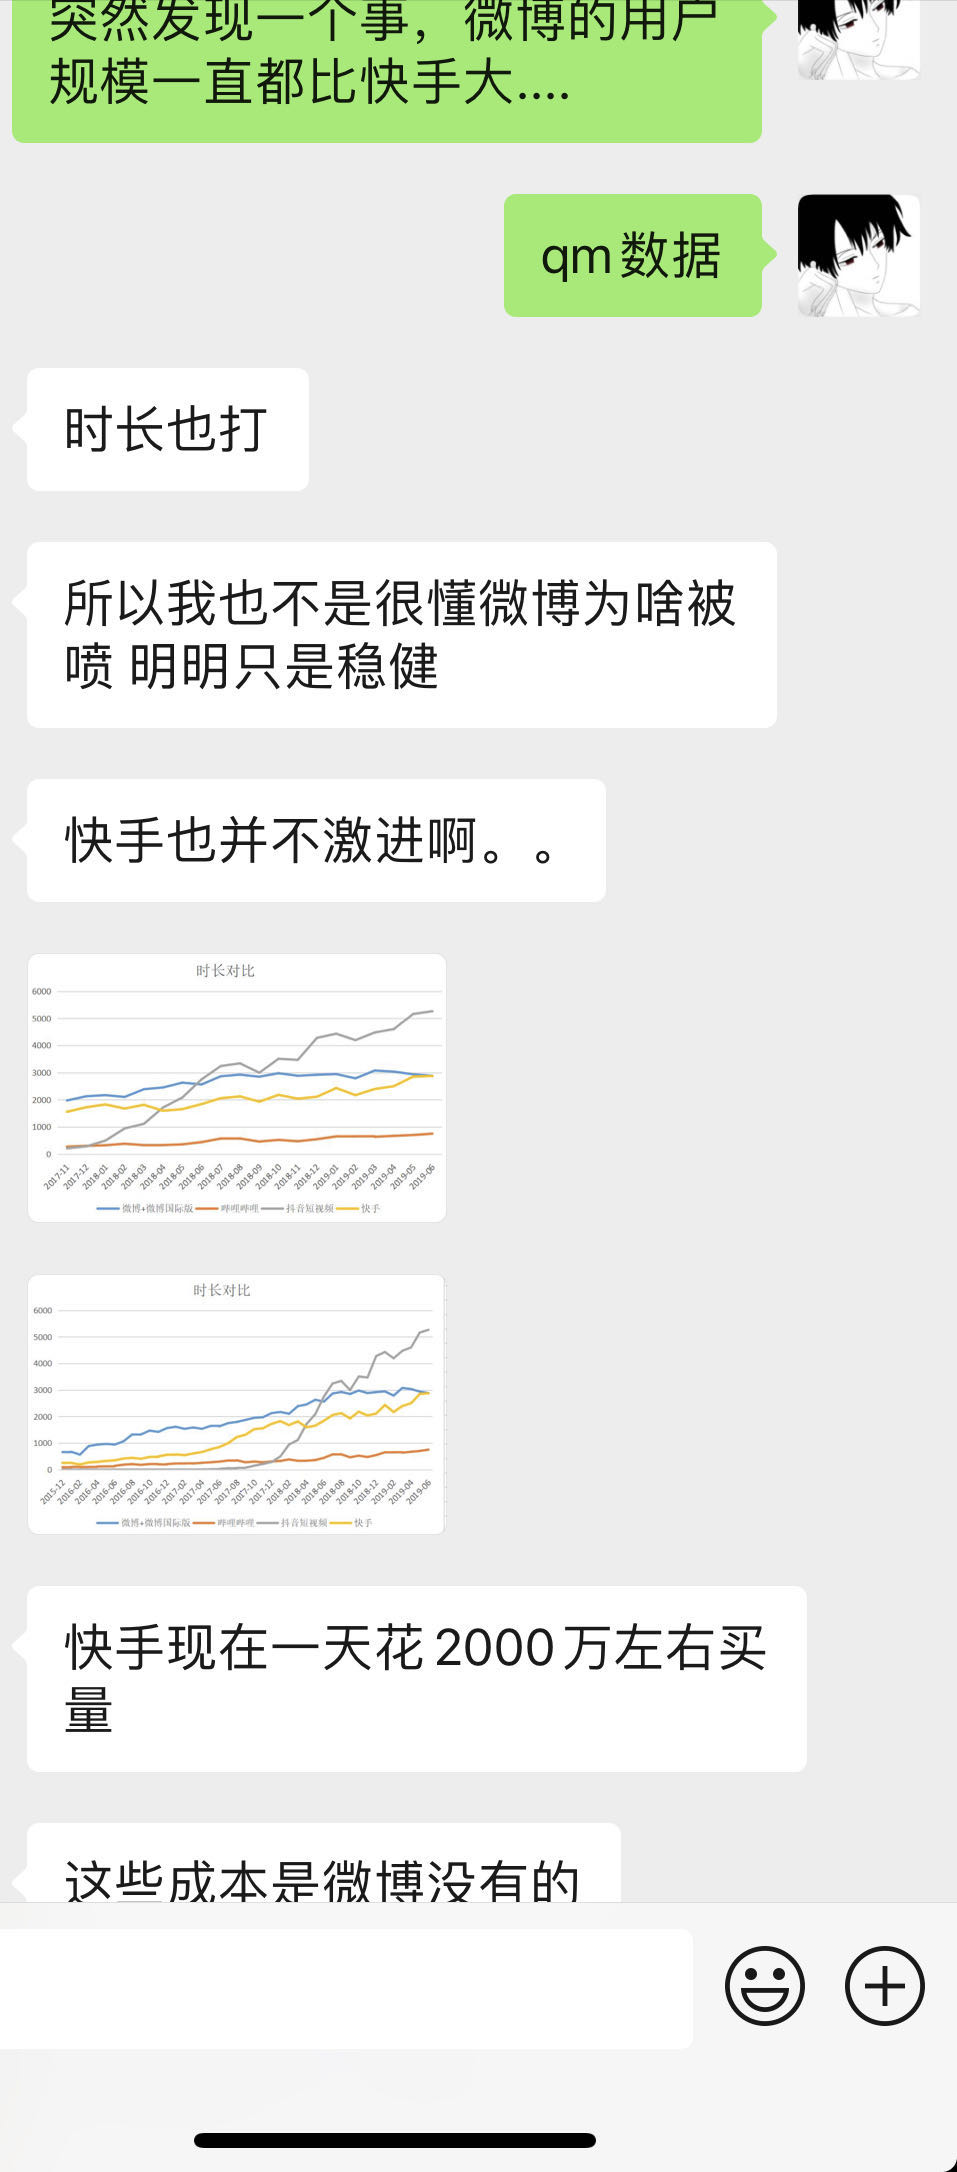 突然发现一个事，微博的用户
规模一直都比快手大....
qm数据
时长也打
所以我也不是很懂微博为啥被
喷 明明只是稳健
快手也并不激进啊。。
时长对比
6000
5000
4000
3000
2000
1000
0
2017-11 2017-12 2018-01 2018-02 2018-03 2018-04 2018-05 2018-06 2018-07 2018-08 2018-09 2018-10 2018-11 2018-12 2019-01 2019-02 2019-03 2019-04 2019-05 2019-06
微博+微博国际版 哔哩哔哩 抖音短视频 快手
时长对比
6000
5000
4000
3000
2000
1000
0
2015-12 2016-02 2016-04 2016-06 2016-08 2016-10 2016-12 2017-02 2017-04 2017-06 2017-08 2017-10 2017-12 2018-02 2018-04 2018-06 2018-08 2018-10 2018-12 2019-02 2019-04 2019-06
微博+微博国际版 哔哩哔哩 抖音短视频 快手
快手现在一天花2000万左右买
量
这些成本是微博没有的